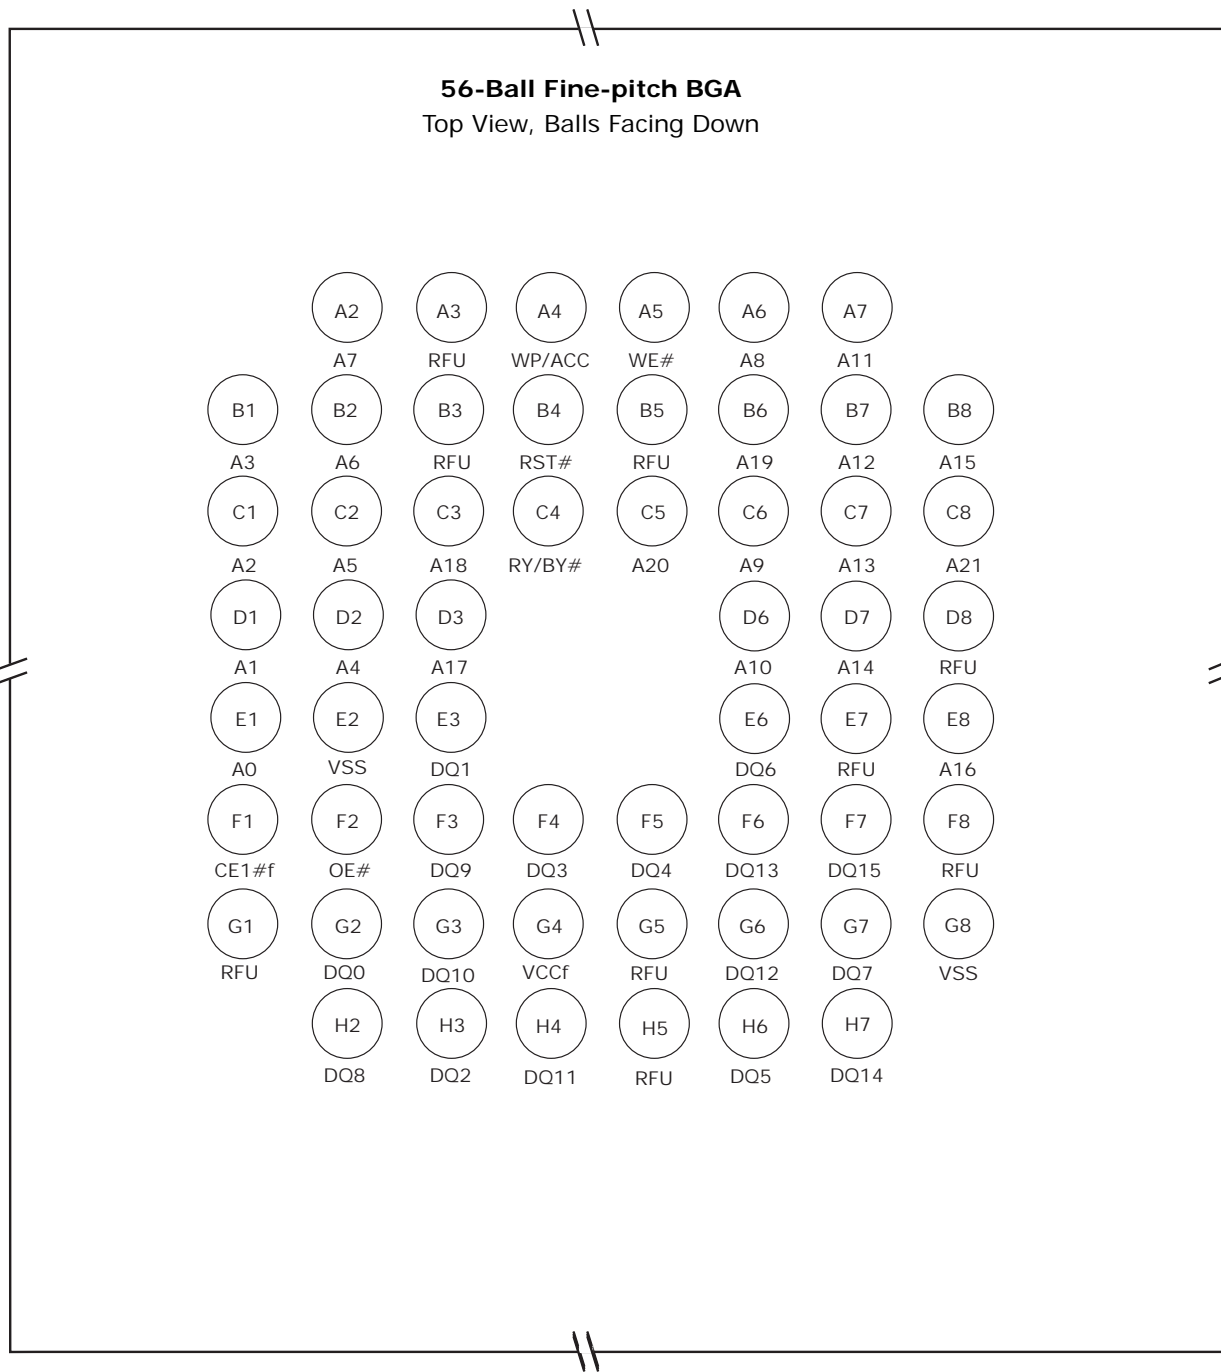 56-Ball Fine-pitch BGA
Top View, Balls Facing Down
A2 A3 A4 A5 A6 A7
A7 RFU WP/ACC WE# A8 A11
B1 B2 B3 B4 B5 B6 B7 B8
A3 A6 RFU RST# RFU A19 A12 A15
C1 C2 C3 C4 C5 C6 C7 C8
A2 A5 A18 RY/BY# A20 A9 A13 A21
D1 D2 D3 D6 D7 D8
A1 A4 A17 A10 A14 RFU
E1 E2 E3 E6 E7 E8
A0 VSS DQ1 DQ6 RFU A16
F1 F2 F3 F4 F5 F6 F7 F8
CE1#f OE# DQ9 DQ3 DQ4 DQ13 DQ15 RFU
G1 G2 G3 G4 G5 G6 G7 G8
RFU DQ0 DQ10 VCCf RFU DQ12 DQ7 VSS
H2 H3 H4 H5 H6 H7
DQ8 DQ2 DQ11 RFU DQ5 DQ14